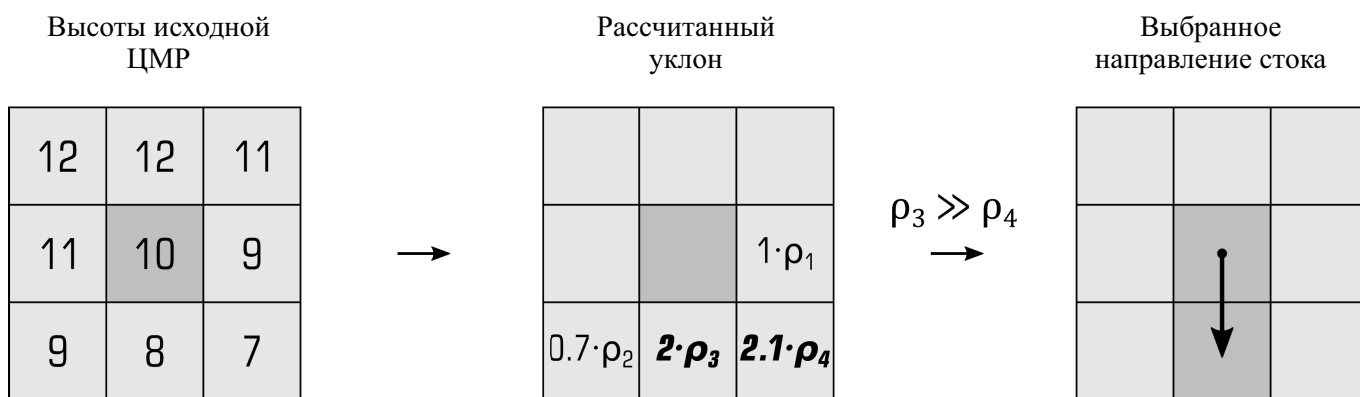 Высоты исходной
ЦМР
Рассчитанный
уклон
Выбранное
направление стока
12 12 11
11 10 9
9 8 7
1·ρ₁
0.7·ρ₂ 2·ρ₃ 2.1·ρ₄
ρ₃ ≫ ρ₄